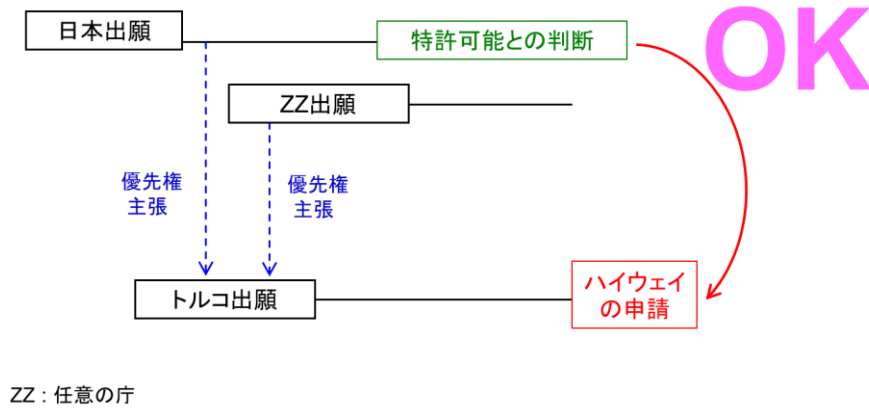 日本出願
特許可能との判断
OK
ZZ出願
優先権
主張
優先権
主張
トルコ出願
ハイウェイ
の申請
ZZ : 任意の庁